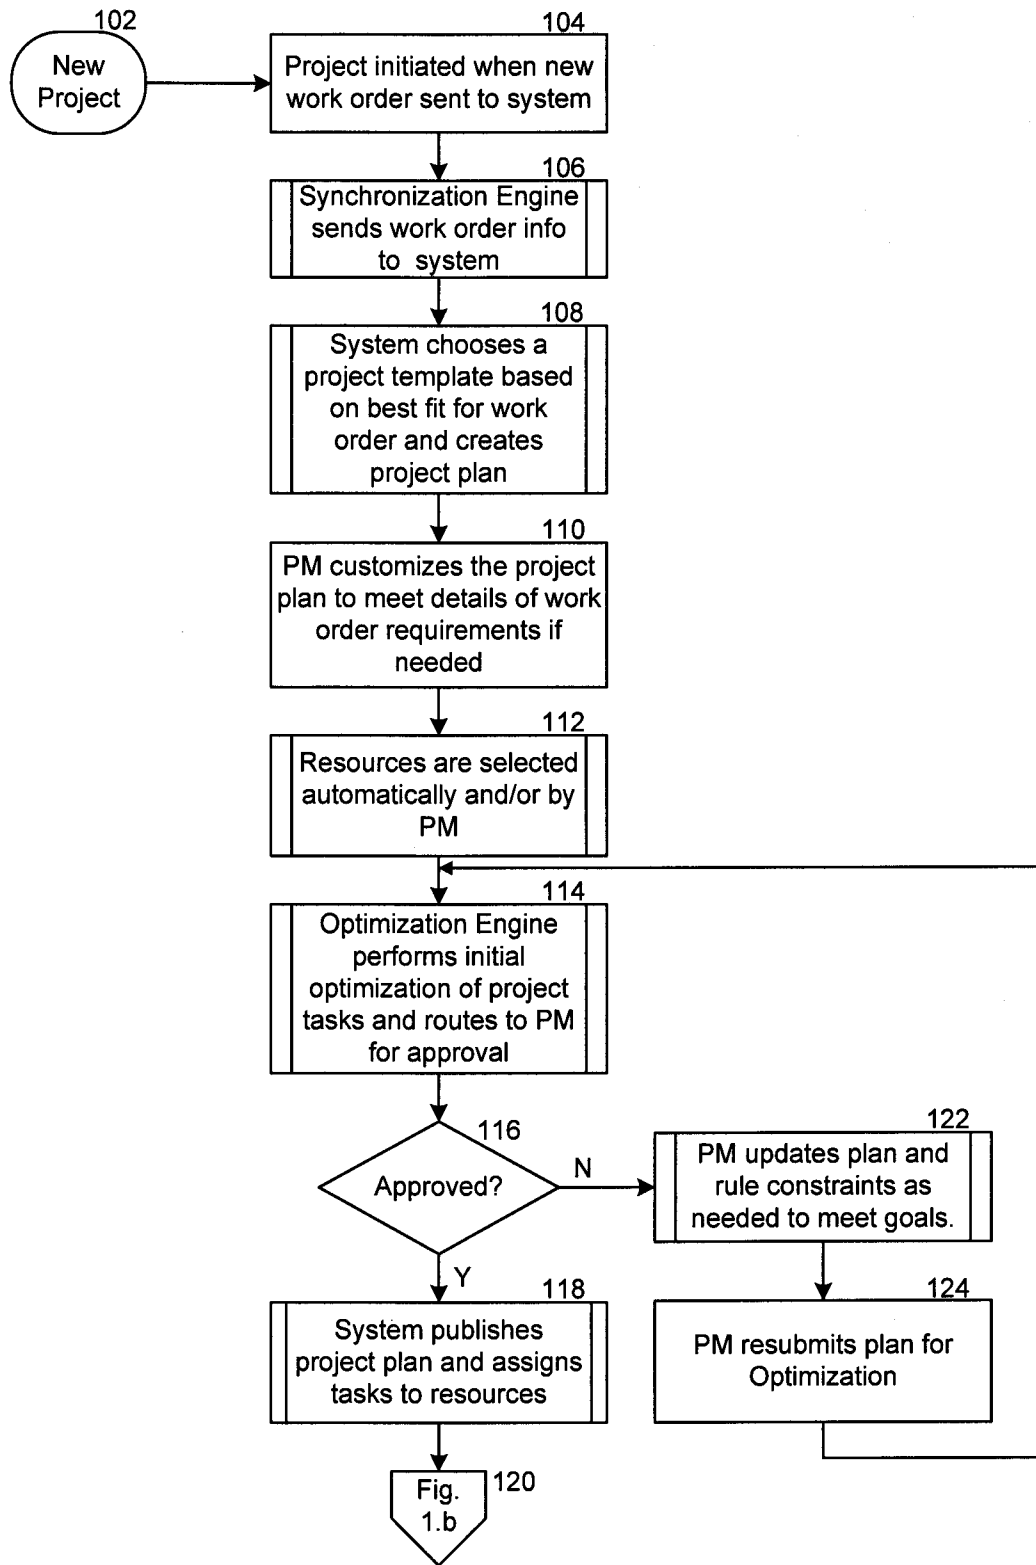 102
New
Project
104
Project initiated when new
work order sent to system
106
Synchronization Engine
sends work order info
to system
108
System chooses a
project template based
on best fit for work
order and creates
project plan
110
PM customizes the project
plan to meet details of work
order requirements if
needed
112
Resources are selected
automatically and/or by
PM
114
Optimization Engine
performs initial
optimization of project
tasks and routes to PM
for approval
116
Approved?
N
Y
122
PM updates plan and
rule constraints as
needed to meet goals.
124
PM resubmits plan for
Optimization
118
System publishes
project plan and assigns
tasks to resources
120
Fig.
1.b